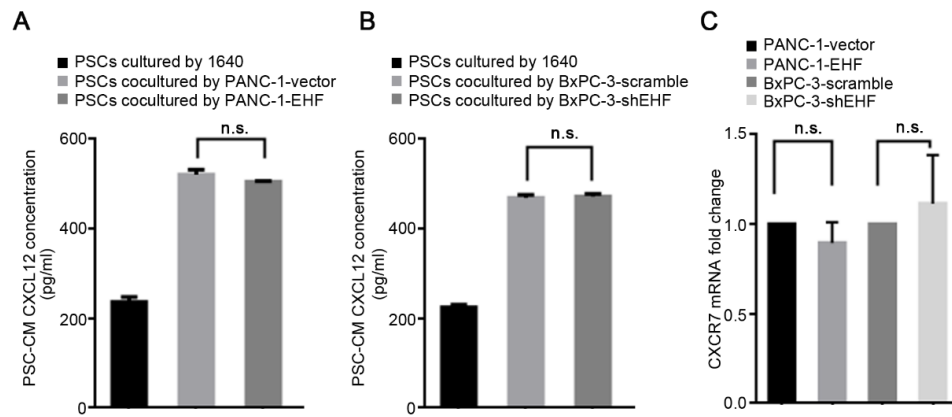 A
PSCs cultured by 1640
PSCs cocultured by PANC-1-vector
PSCs cocultured by PANC-1-EHF
n.s.
600
400
200
0
PSC-CM CXCL12 concentration
(pg/ml)
B
PSCs cultured by 1640
PSCs cocultured by BxPC-3-scramble
PSCs cocultured by BxPC-3-shEHF
n.s.
600
400
200
0
PSC-CM CXCL12 concentration
(pg/ml)
C
PANC-1-vector
PANC-1-EHF
BxPC-3-scramble
BxPC-3-shEHF
n.s.
n.s.
1.5
1.0
0.5
0.0
CXCR7 mRNA fold change